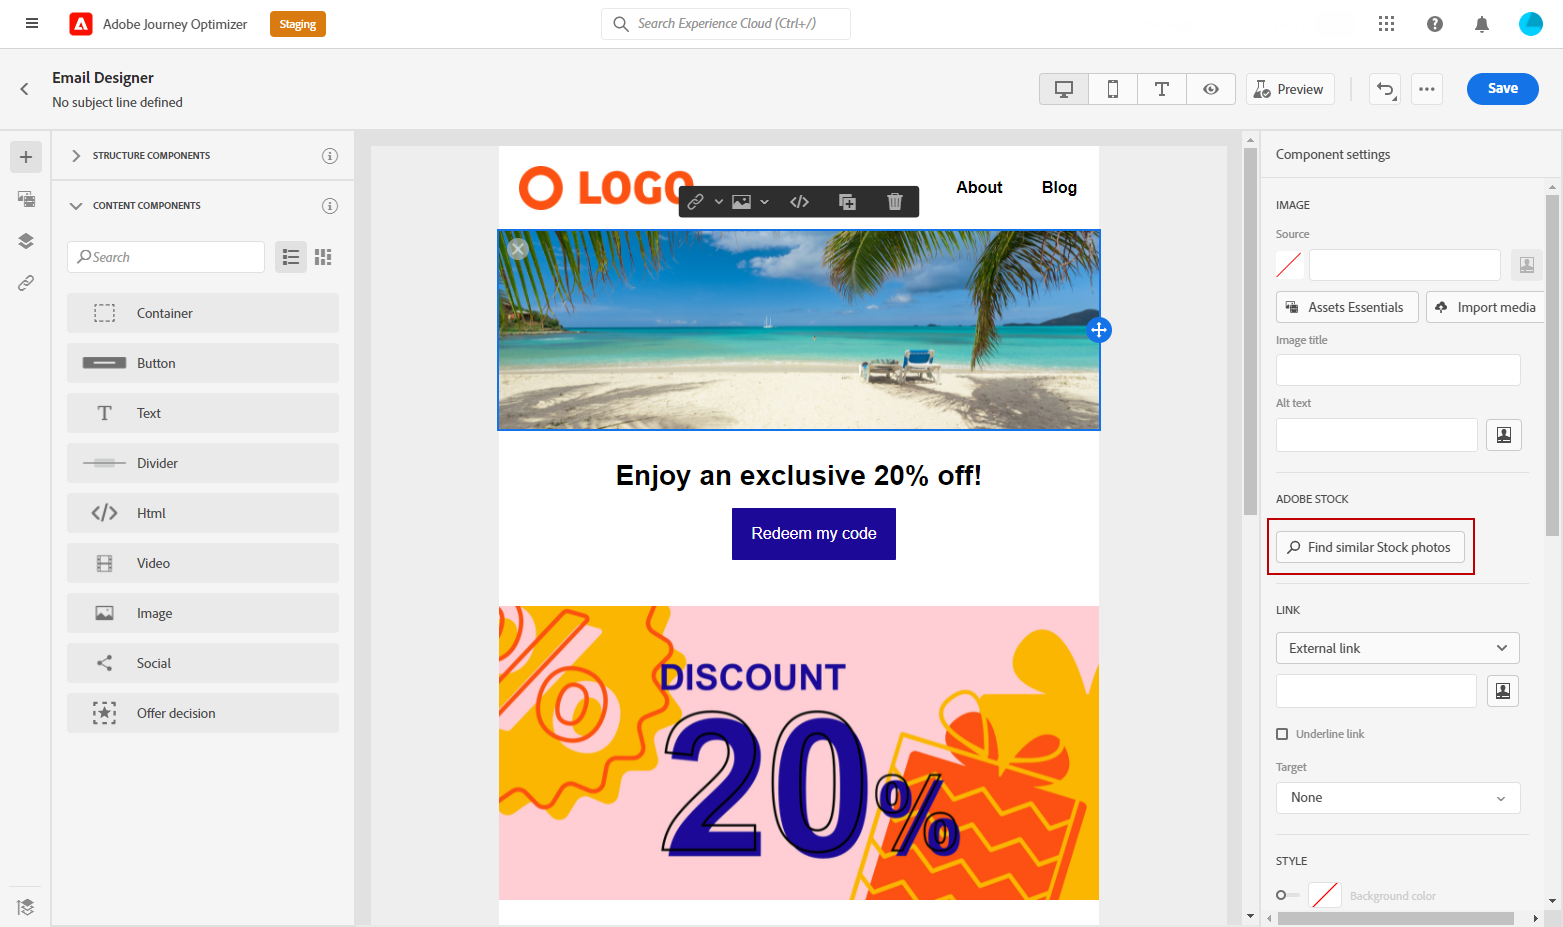 Adobe Journey Optimizer
Staging
Search Experience Cloud (Ctrl+/)
Email Designer
No subject line defined
Preview
Save
STRUCTURE COMPONENTS
CONTENT COMPONENTS
Search
Container
Button
Text
Divider
Html
Video
Image
Social
Offer decision
LOGO
About
Blog
Enjoy an exclusive 20% off!
Redeem my code
DISCOUNT
20%
Component settings
IMAGE
Source
Assets Essentials
Import media
Image title
Alt text
ADOBE STOCK
Find similar Stock photos
LINK
External link
Underline link
Target
None
STYLE
Background color